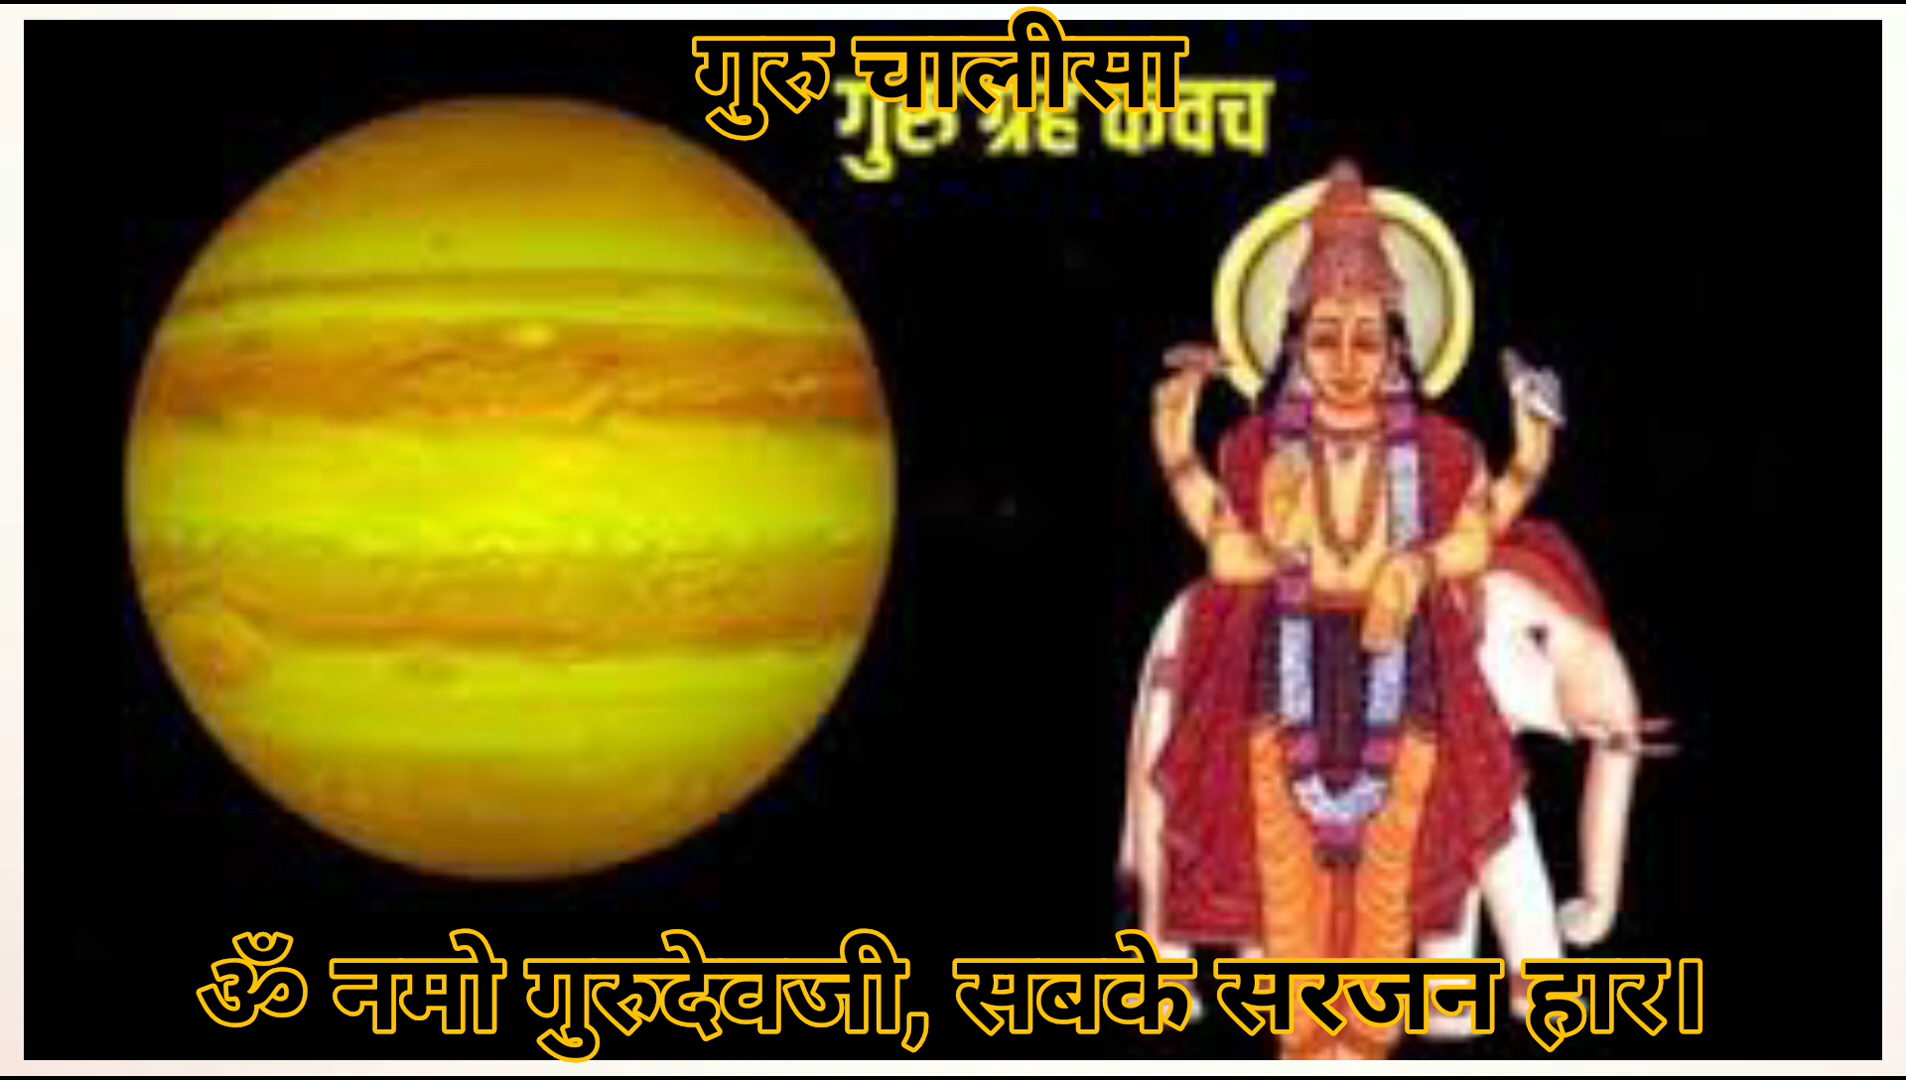 गुरु चालीसा
गुरु ग्रह कवच
ॐ नमो गुरुदेवजी, सबके सरजन हार।